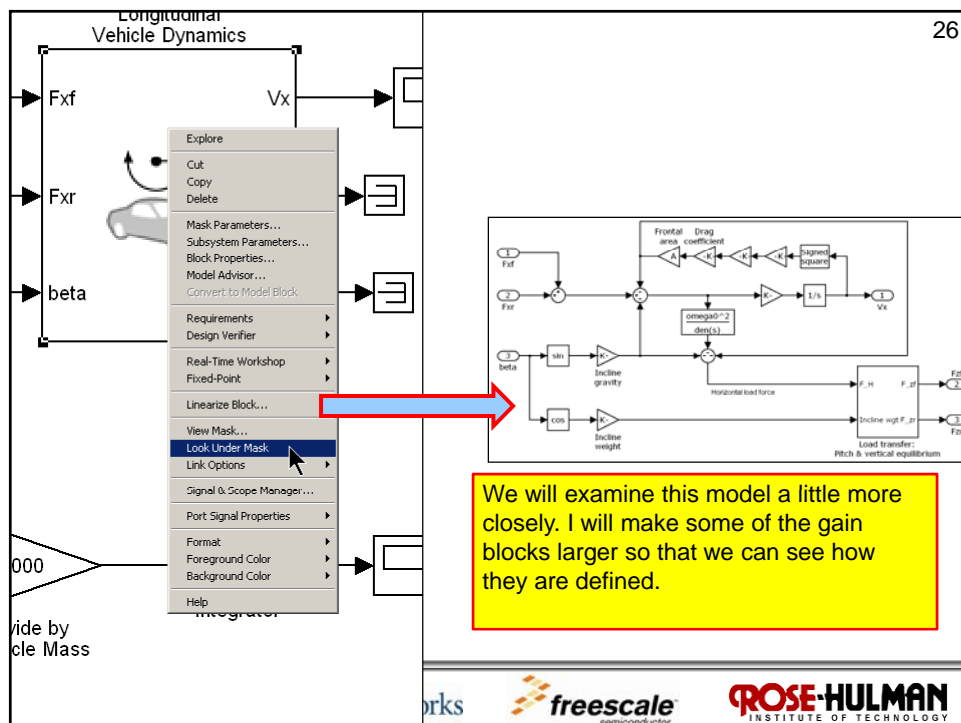 Longitudinal
Vehicle Dynamics
Fxf
Vx
Fxr
beta
Explore
Cut
Copy
Delete
Mask Parameters...
Subsystem Parameters...
Block Properties...
Model Advisor...
Convert to Model Block
Requirements
Design Verifier
Real-Time Workshop
Fixed-Point
Linearize Block...
View Mask...
Look Under Mask
Link Options
Signal & Scope Manager...
Port Signal Properties
Format
Foreground Color
Background Color
Help
Integrator
000
vide by
cle Mass
26
Frontal
area
Drag
coefficient
A
-K
-K
-K
Signed
square
1
Fxf
2
Fxr
K-
1/s
1
Vx
omega0^2
den(s)
3
beta
sin
K-
Incline
gravity
Horizontal load force
cos
K-
Incline
weight
F_H
F_zf
Incline wgt
F_zr
Fzf
2
3
Fzr
Load transfer:
Pitch & vertical equilibrium
We will examine this model a little more
closely. I will make some of the gain
blocks larger so that we can see how
they are defined.
orks
freescale
semiconductor
ROSE-HULMAN
INSTITUTE OF TECHNOLOGY